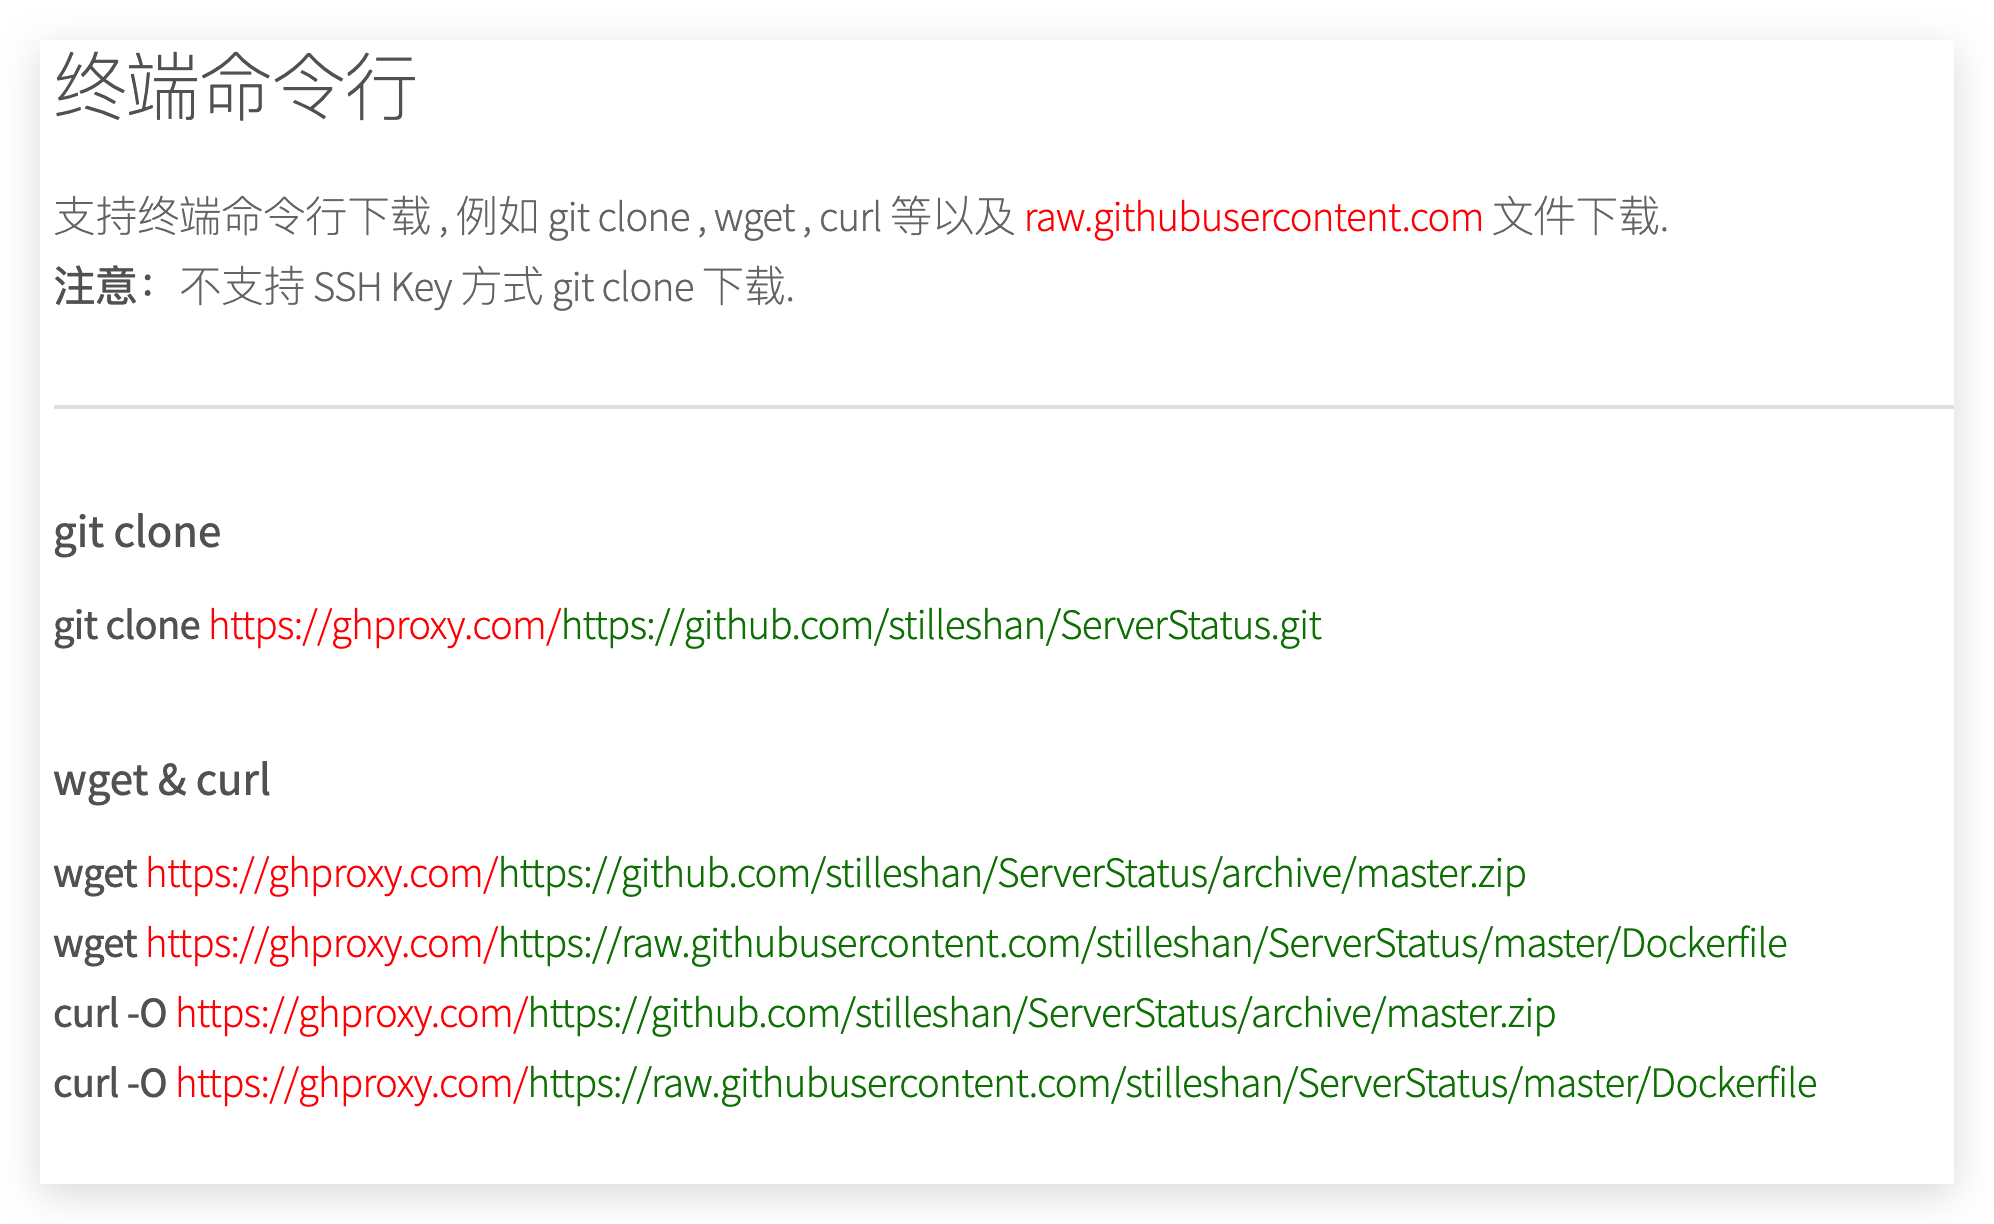 终端命令行
支持终端命令行下载 , 例如 git clone , wget , curl 等以及 raw.githubusercontent.com 文件下载.
注意： 不支持 SSH Key 方式 git clone 下载.
git clone
git clone https://ghproxy.com/https://github.com/stilleshan/ServerStatus.git
wget & curl
wget https://ghproxy.com/https://github.com/stilleshan/ServerStatus/archive/master.zip
wget https://ghproxy.com/https://raw.githubusercontent.com/stilleshan/ServerStatus/master/Dockerfile
curl -O https://ghproxy.com/https://github.com/stilleshan/ServerStatus/archive/master.zip
curl -O https://ghproxy.com/https://raw.githubusercontent.com/stilleshan/ServerStatus/master/Dockerfile